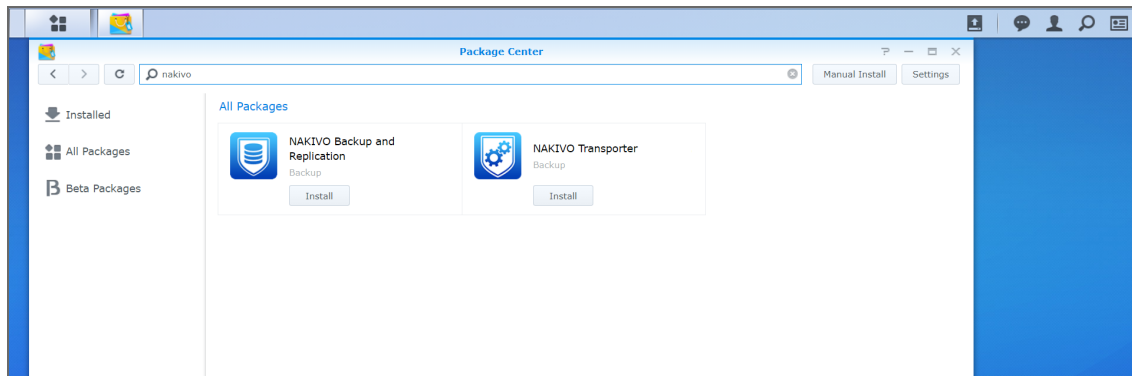 Package Center
nakivo
Manual Install
Settings
Installed
All Packages
Beta Packages
All Packages
NAKIVO Backup and
Replication
Backup
Install
NAKIVO Transporter
Backup
Install